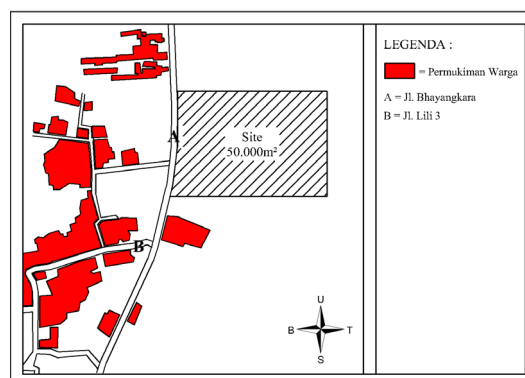 LEGENDA :
= Permukiman Warga
A = Jl. Bhayangkara
B = Jl. Lili 3
A
Site
50.000m²
B
U
B T
S